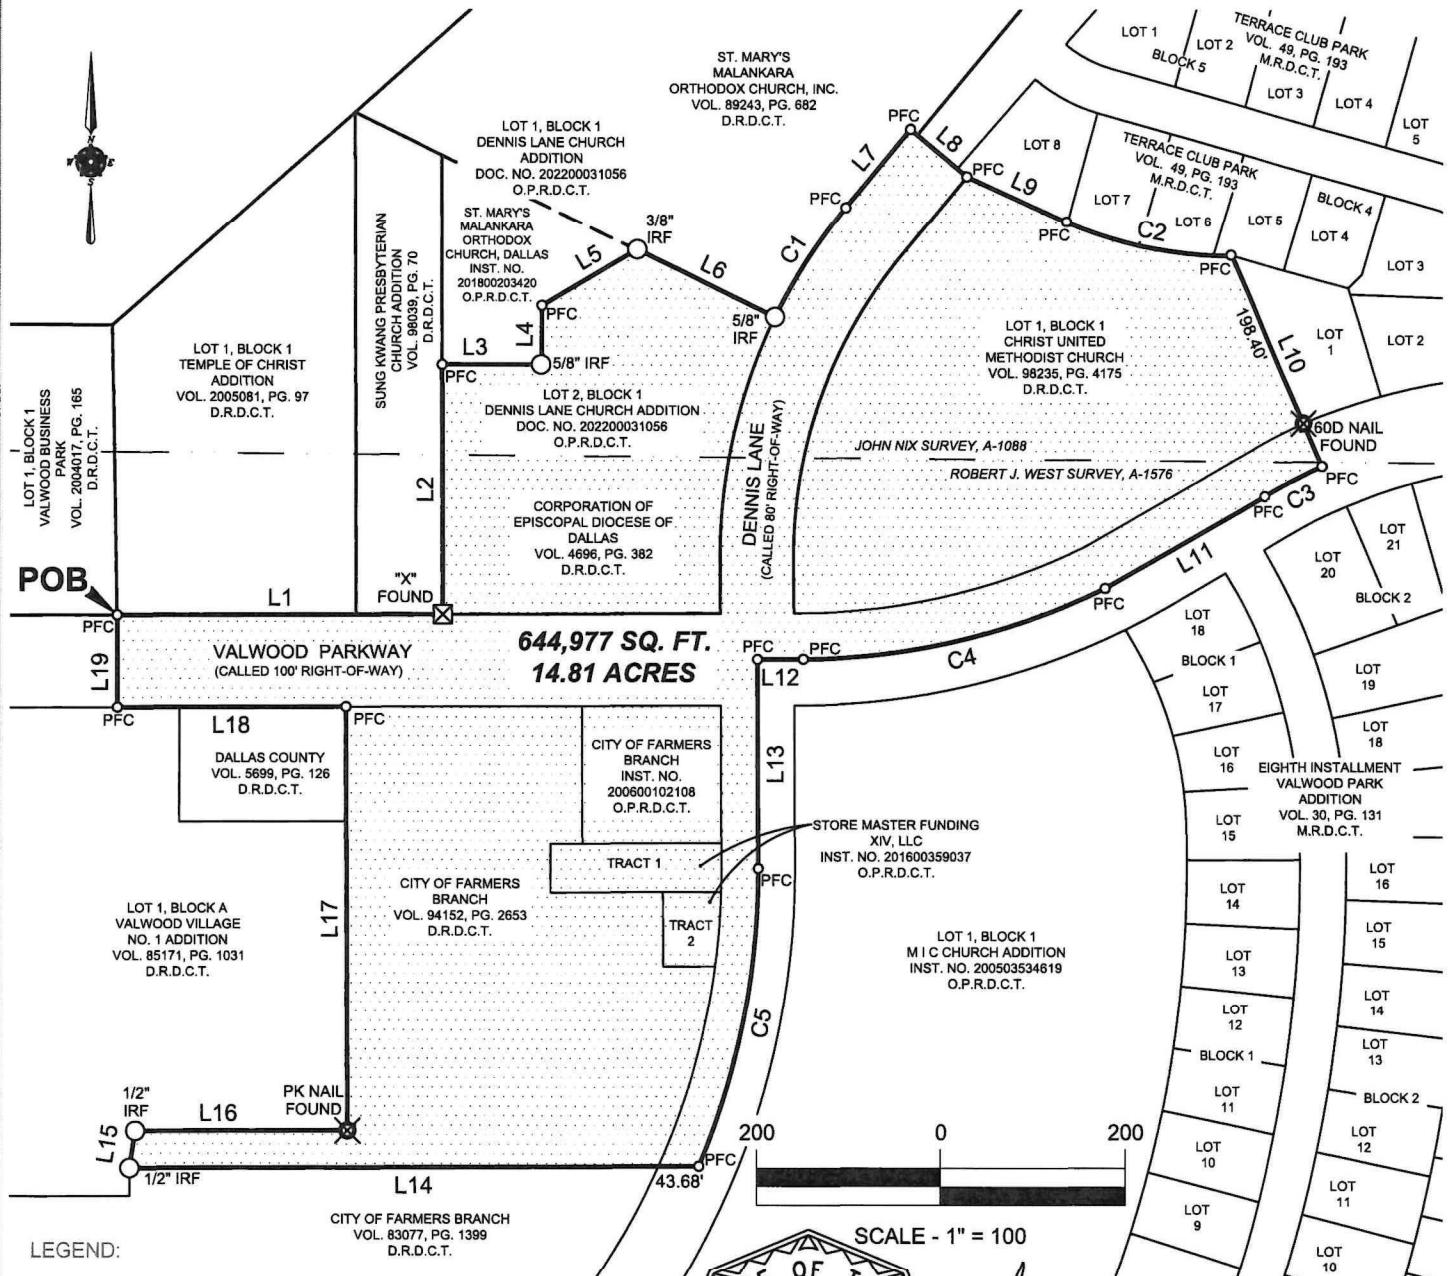 LOT 1
LOT 2
BLOCK 5
TERRACE CLUB PARK
VOL. 49, PG. 193
M.R.D.C.T.
LOT 3
LOT 4
LOT
5
N
W
E
S
ST. MARY'S
MALANKARA
ORTHODOX CHURCH, INC.
VOL. 89243, PG. 682
D.R.D.C.T.
LOT 1, BLOCK 1
DENNIS LANE CHURCH
ADDITION
DOC. NO. 202200031056
O.P.R.D.C.T.
PFC
L8
L7
PFC
LOT 8
TERRACE CLUB PARK
VOL. 49, PG. 193
M.R.D.C.T.
L9
LOT 7
LOT 6
LOT 5
BLOCK 4
LOT 4
LOT 3
PFC
PFC
C2
PFC
ST. MARY'S
MALANKARA
ORTHODOX
CHURCH, DALLAS
INST. NO.
201800203420
O.P.R.D.C.T.
3/8"
IRF
L5
L6
C1
SUNG KWANG PRESBYTERIAN
CHURCH ADDITION
VOL. 98039, PG. 70
D.R.D.C.T.
PFC
L4
L3
PFC
5/8" IRF
5/8"
IRF
LOT 1, BLOCK 1
CHRIST UNITED
METHODIST CHURCH
VOL. 98235, PG. 4175
D.R.D.C.T.
198.40'
L10
LOT
1
LOT 2
LOT 1, BLOCK 1
TEMPLE OF CHRIST
ADDITION
VOL. 2005081, PG. 97
D.R.D.C.T.
LOT 1, BLOCK 1
VALWOOD BUSINESS
PARK
VOL. 2004017, PG. 165
D.R.D.C.T.
LOT 2, BLOCK 1
DENNIS LANE CHURCH ADDITION
DOC. NO. 202200031056
O.P.R.D.C.T.
60D NAIL
FOUND
JOHN NIX SURVEY, A-1088
ROBERT J. WEST SURVEY, A-1576
PFC
C3
PFC
L2
DENNIS LANE
(CALLED 80' RIGHT-OF-WAY)
CORPORATION OF
EPISCOPAL DIOCESE OF
DALLAS
VOL. 4696, PG. 382
D.R.D.C.T.
L11
LOT
20
LOT
21
BLOCK 2
POB
L1
"X"
FOUND
PFC
PFC
L19
VALWOOD PARKWAY
(CALLED 100' RIGHT-OF-WAY)
644,977 SQ. FT.
14.81 ACRES
PFC
PFC
L12
C4
LOT
18
BLOCK 1
LOT
17
LOT
19
LOT
18
PFC
L18
PFC
DALLAS COUNTY
VOL. 5699, PG. 126
D.R.D.C.T.
CITY OF FARMERS
BRANCH
INST. NO.
200600102108
O.P.R.D.C.T.
L13
LOT
16
EIGHTH INSTALLMENT
VALWOOD PARK
ADDITION
VOL. 30, PG. 131
M.R.D.C.T.
STORE MASTER FUNDING
XIV, LLC
INST. NO. 201600359037
O.P.R.D.C.T.
LOT
15
TRACT 1
PFC
LOT
16
L17
CITY OF FARMERS
BRANCH
VOL. 94152, PG. 2653
D.R.D.C.T.
TRACT
2
LOT
14
LOT 1, BLOCK A
VALWOOD VILLAGE
NO. 1 ADDITION
VOL. 85171, PG. 1031
D.R.D.C.T.
LOT 1, BLOCK 1
M I C CHURCH ADDITION
INST. NO. 200503534619
O.P.R.D.C.T.
LOT
15
LOT
13
LOT
14
C5
LOT
12
BLOCK 1
LOT
13
LOT
11
BLOCK 2
1/2"
IRF
L16
PK NAIL
FOUND
L15
1/2" IRF
L14
43.68'
PFC
200
0
200
LOT
12
LOT
10
LOT
11
LOT
9
CITY OF FARMERS BRANCH
VOL. 83077, PG. 1399
D.R.D.C.T.
SCALE - 1" = 100
LEGEND:
OF
LOT
10